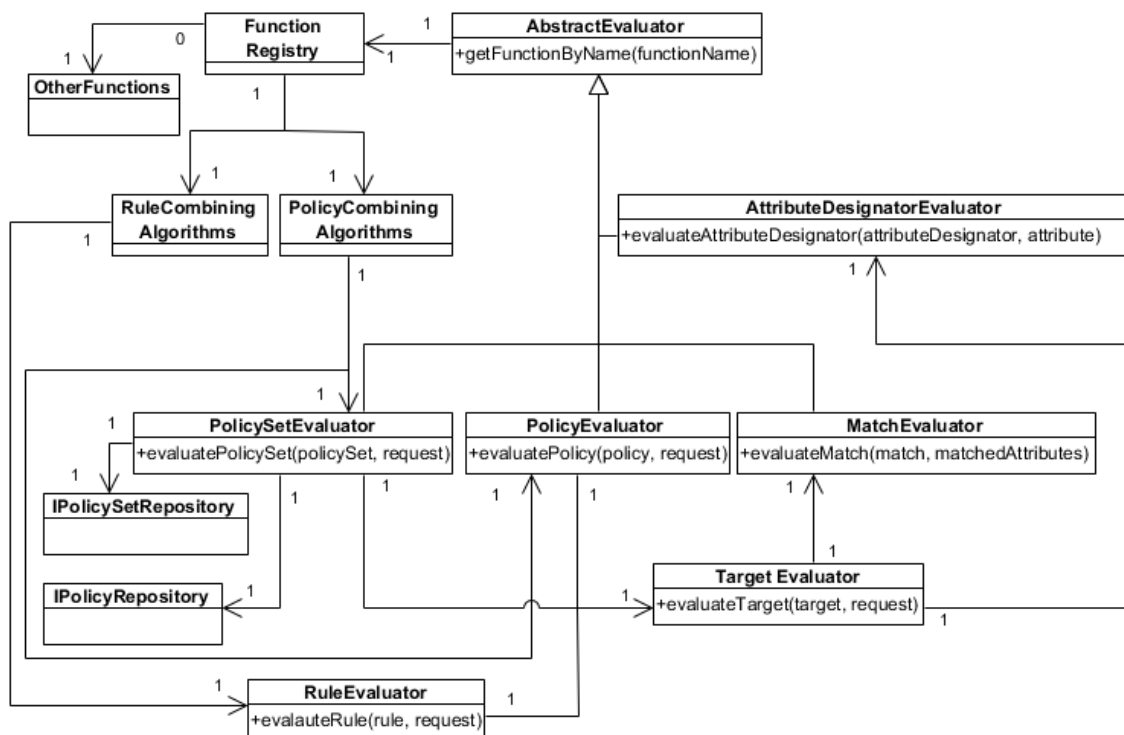 Function
Registry
AbstractEvaluator
+getFunctionByName(functionName)
1
1
0
1
1
OtherFunctions
1
1
RuleCombining
Algorithms
PolicyCombining
Algorithms
AttributeDesignatorEvaluator
+evaluateAttributeDesignator(attributeDesignator, attribute)
1
1
1
1
1
PolicySetEvaluator
+evaluatePolicySet(policySet, request)
PolicyEvaluator
+evaluatePolicy(policy, request)
MatchEvaluator
+evaluateMatch(match, matchedAttributes)
1
1
1
1
1
1
IPolicySetRepository
1
1
IPolicyRepository
1
1
Target Evaluator
+evaluateTarget(target, request)
1
1
RuleEvaluator
+evalauteRule(rule, request)
1